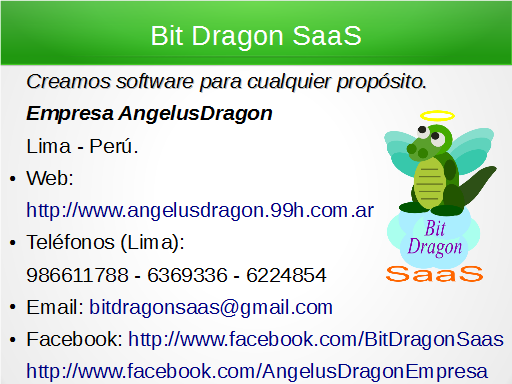 Bit Dragon SaaS
Creamos software para cualquier propósito.
Empresa AngelusDragon
Lima - Perú.
• Web:
http://www.angelusdragon.99h.com.ar
• Teléfonos (Lima):
986611788 - 6369336 - 6224854
• Email: bitdragonsaas@gmail.com
• Facebook: http://www.facebook.com/BitDragonSaas
http://www.facebook.com/AngelusDragonEmpresa
Bit
Dragon
SaaS